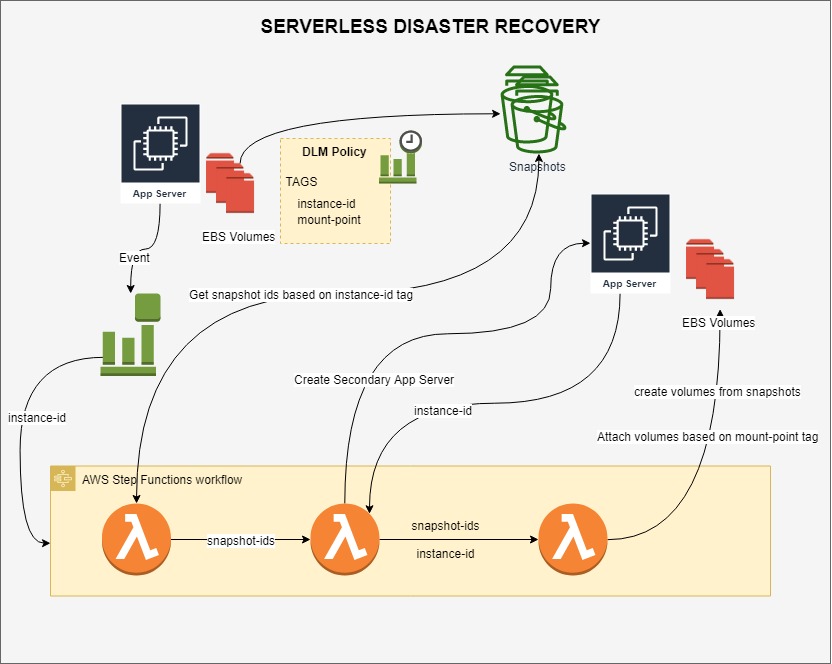 SERVERLESS DISASTER RECOVERY
App Server
EBS Volumes
DLM Policy
TAGS
instance-id
mount-point
Snapshots
App Server
EBS Volumes
Event
Get snapshot ids based on instance-id tag
Create Secondary App Server
instance-id
create volumes from snapshots
Attach volumes based on mount-point tag
instance-id
AWS Step Functions workflow
snapshot-ids
snapshot-ids
instance-id